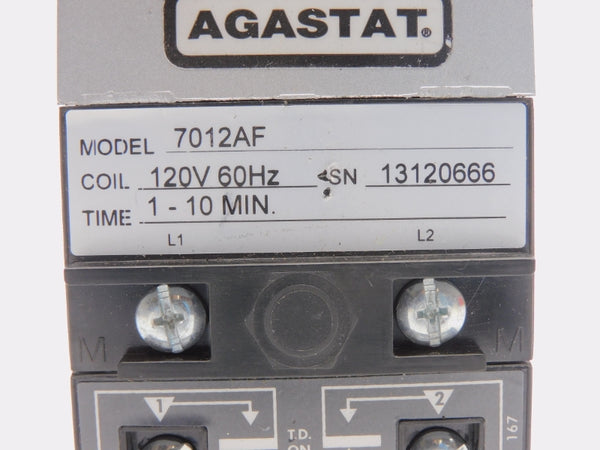 AGASTAT®
MODEL 7012AF
COIL 120V 60Hz SN 13120666
TIME 1 - 10 MIN.
L1 L2
M M
1 2
T.D.
ON
167